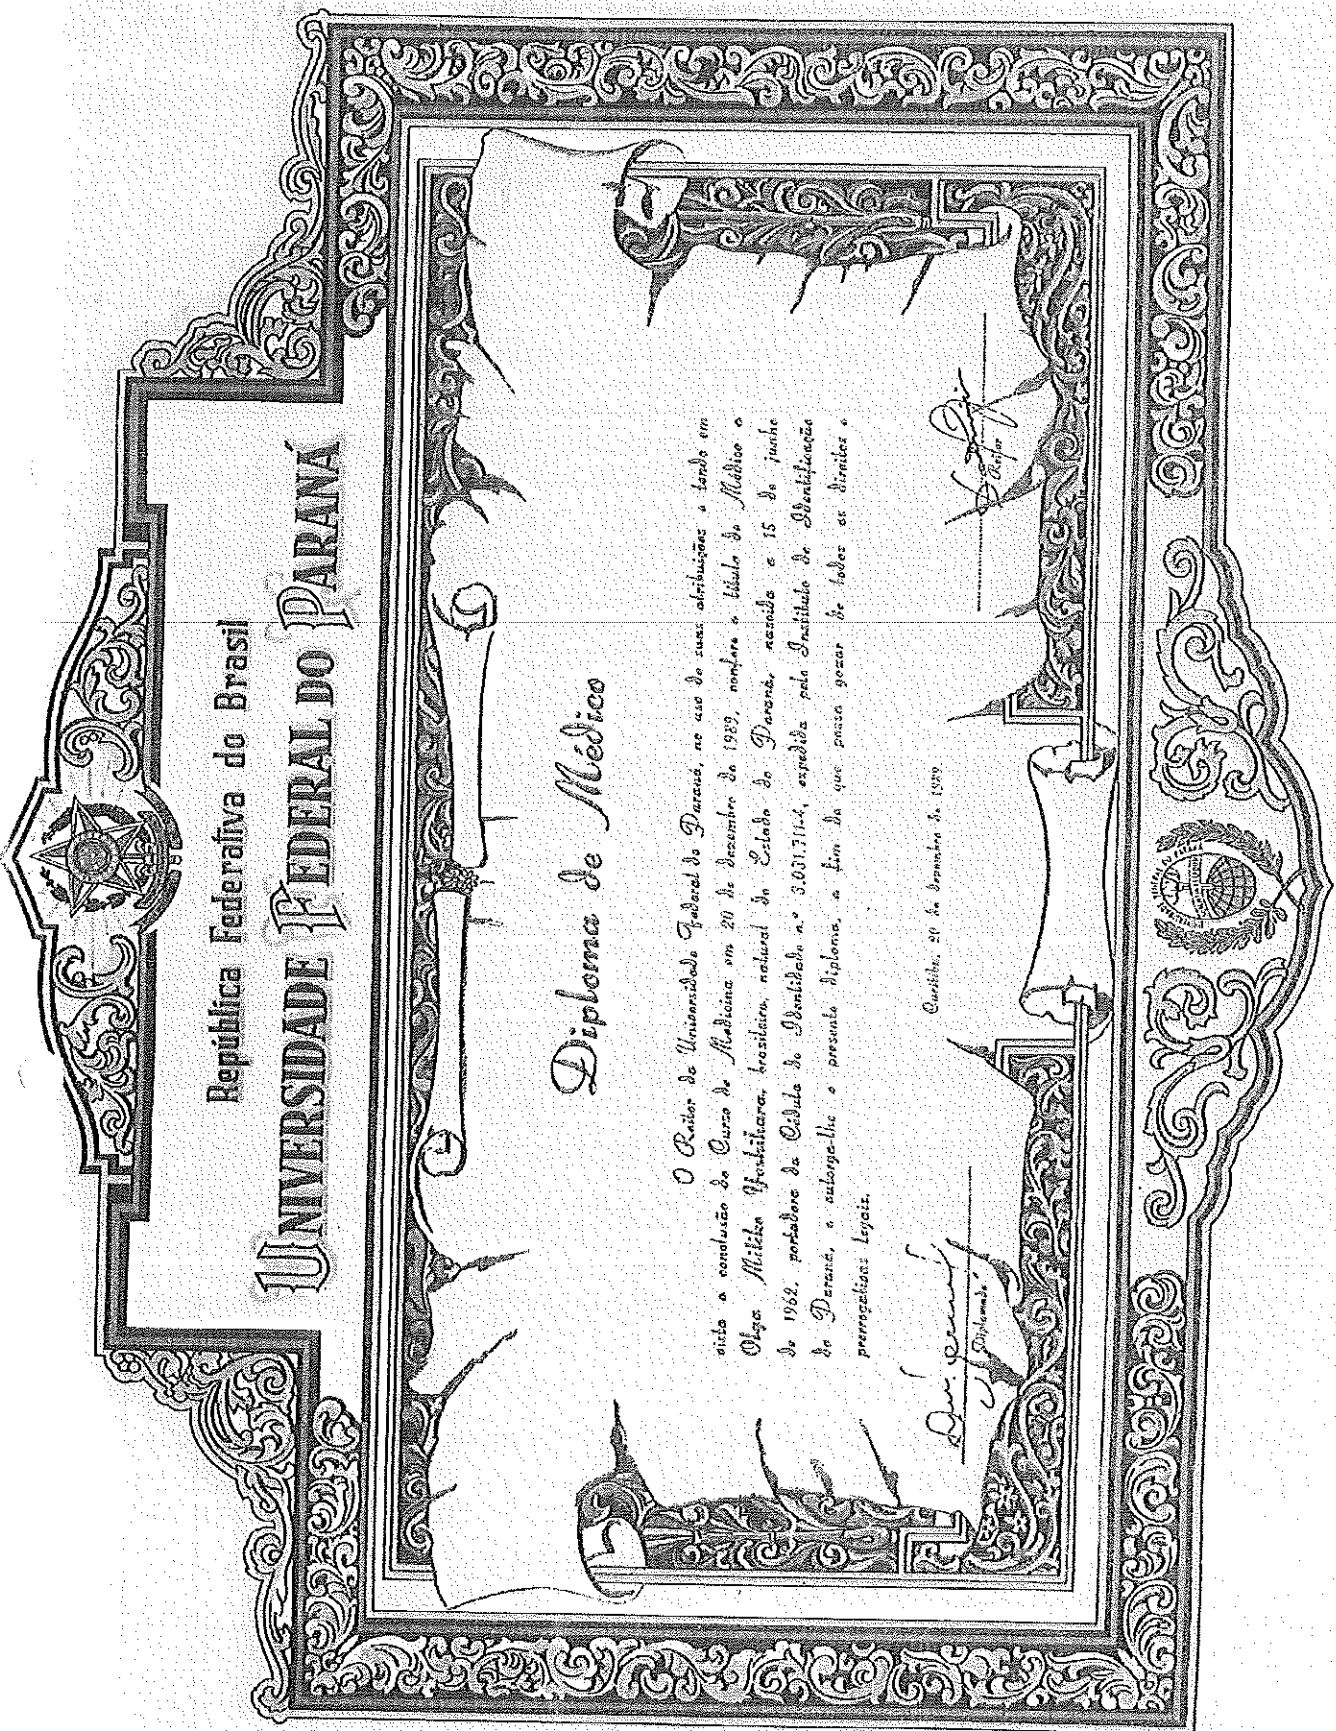 República Federativa do Brasil
UNIVERSIDADE FEDERAL DO PARANÁ
Diploma de Médico
O Reitor da Universidade Federal do Paraná, no uso de suas atribuições e tendo em
vista a conclusão do Curso de Medicina em 20 de dezembro de 1989, confere o título de Médico a
Olga Mitiko Yoshihara, brasileira, natural do Estado do Paraná, nascida a 15 de junho
de 1962, portadora da Cédula de Identidade n.º 3.01.711-4, expedida pelo Instituto de Identificação
do Paraná, e outorga-lhe o presente Diploma, a fim de que possa gozar de todos os direitos e
prerrogativas legais.
Curitiba, 20 de dezembro de 1989.
Diplomado
Reitor